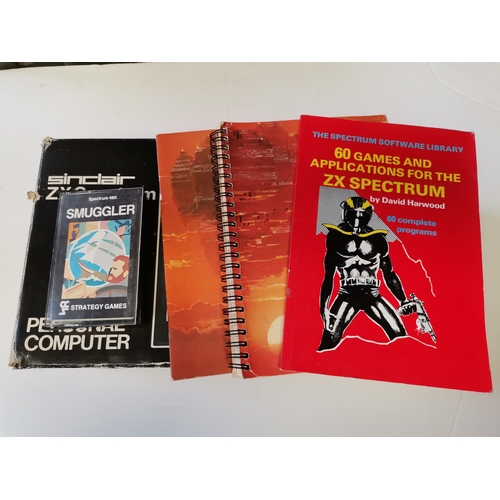 sinclair
ZX
Spectrum 48K
SMUGGLER
STRATEGY GAMES
PERSONAL
COMPUTER
THE SPECTRUM SOFTWARE LIBRARY
60 GAMES AND
APPLICATIONS FOR THE
ZX SPECTRUM
by David Harwood
60 complete
programs